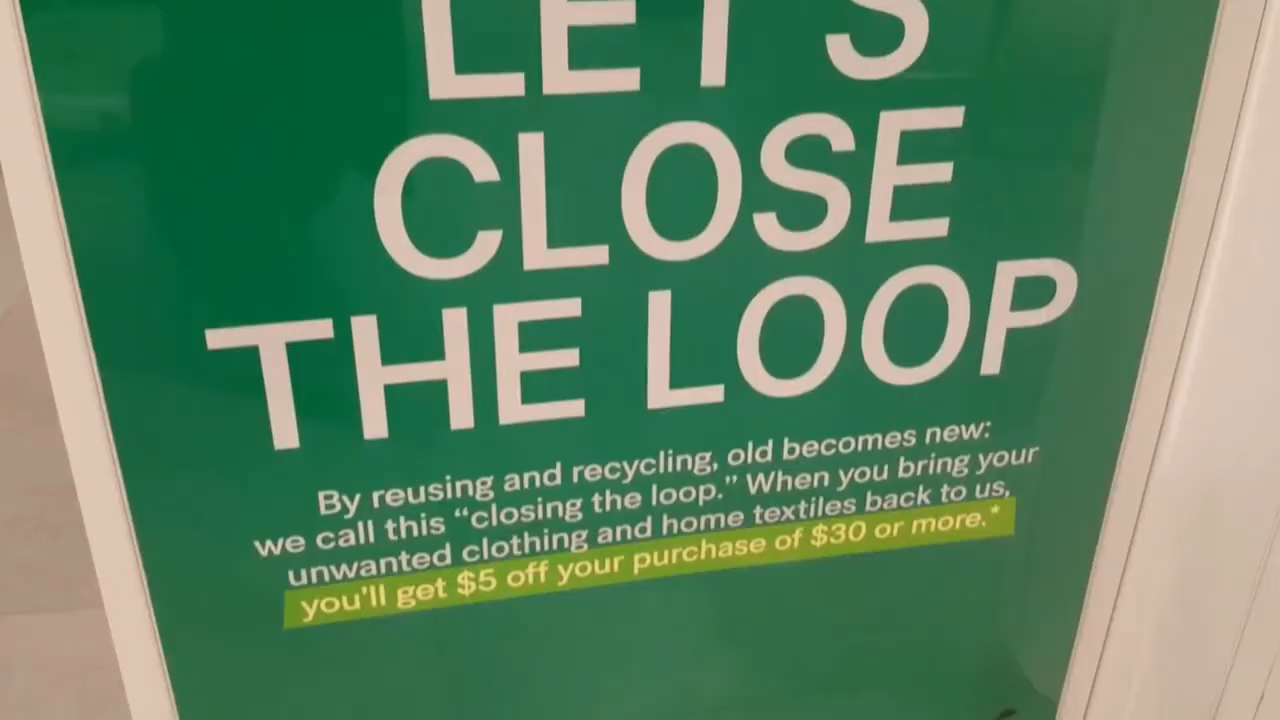 LET'S
CLOSE
THE LOOP
By reusing and recycling, old becomes new:
we call this “closing the loop.” When you bring your
unwanted clothing and home textiles back to us,
you'll get $5 off your purchase of $30 or more.*